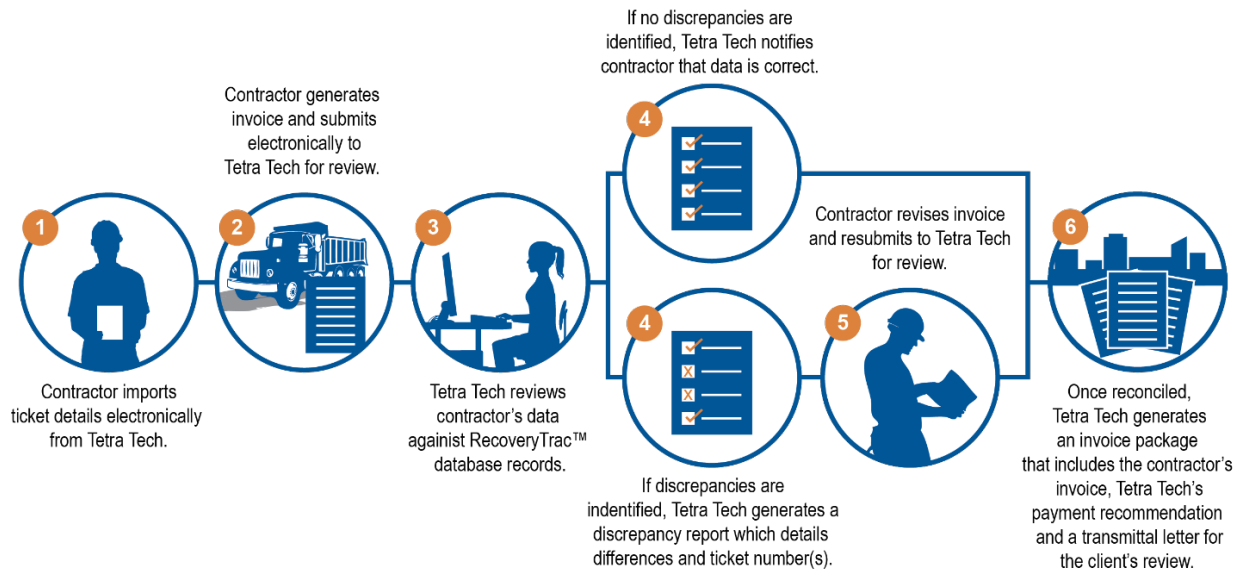 1
Contractor imports
ticket details electronically
from Tetra Tech.
Contractor generates
invoice and submits
electronically to
Tetra Tech for review.
2
3
Tetra Tech reviews
contractor's data
againist RecoveryTrac™
database records.
If no discrepancies are
identified, Tetra Tech notifies
contractor that data is correct.
4
4
If discrepancies are
indentified, Tetra Tech generates a
discrepancy report which details
differences and ticket number(s).
Contractor revises invoice
and resubmits to Tetra Tech
for review.
5
6
Once reconciled,
Tetra Tech generates
an invoice package
that includes the contractor's
invoice, Tetra Tech's
payment recommendation
and a transmittal letter for
the client's review.